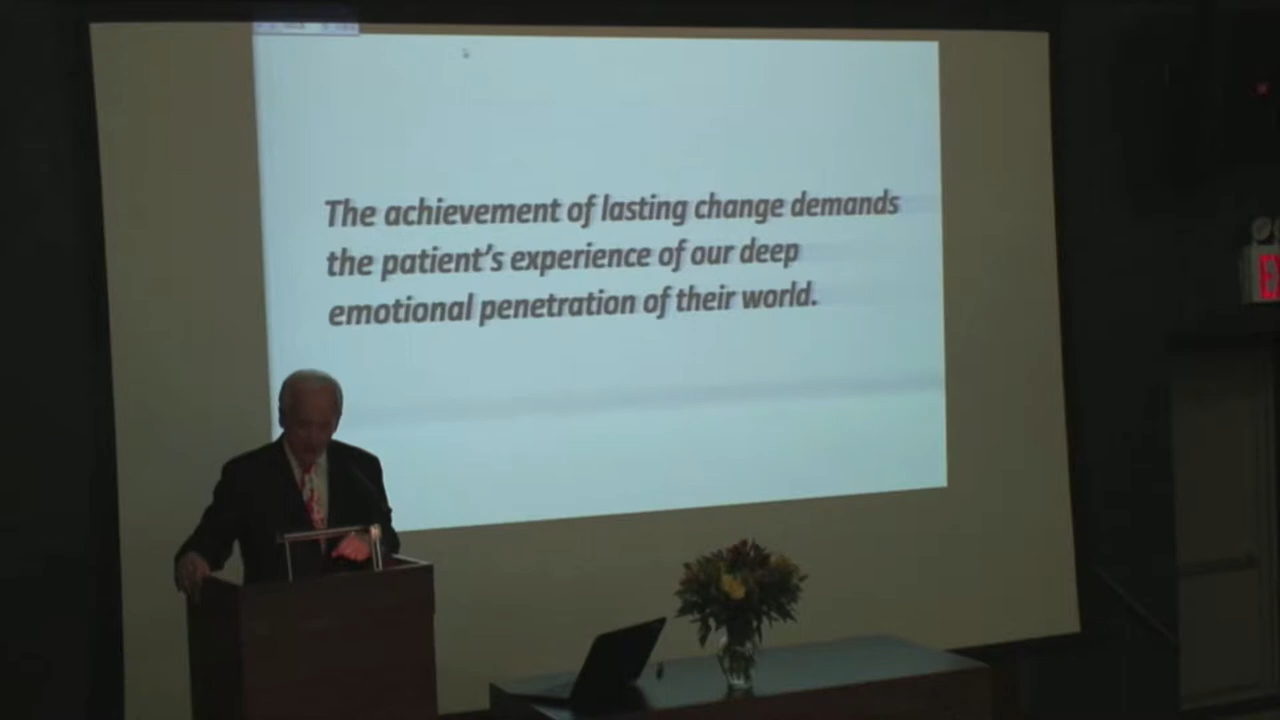 The achievement of lasting change demands
the patient's experience of our deep
emotional penetration of their world.